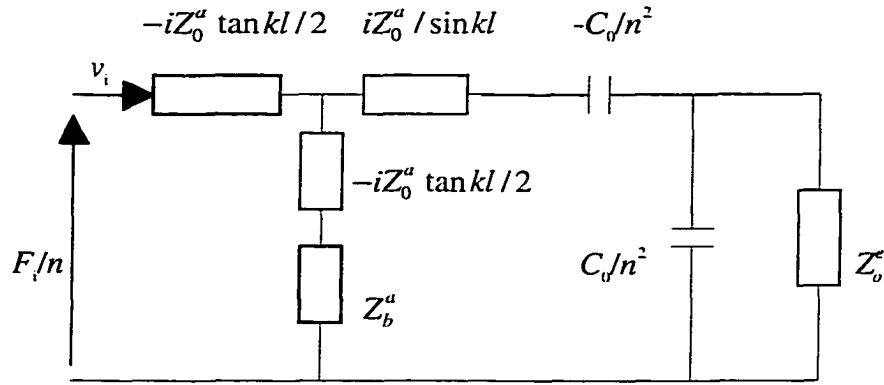 -iZ₀ᵃ tan kl/2
iZ₀ᵃ / sin kl
-C₀/n²
vᵢ
-iZ₀ᵃ tan kl/2
Fᵢ/n
Z_bᵃ
C₀/n²
Z_oᵉ